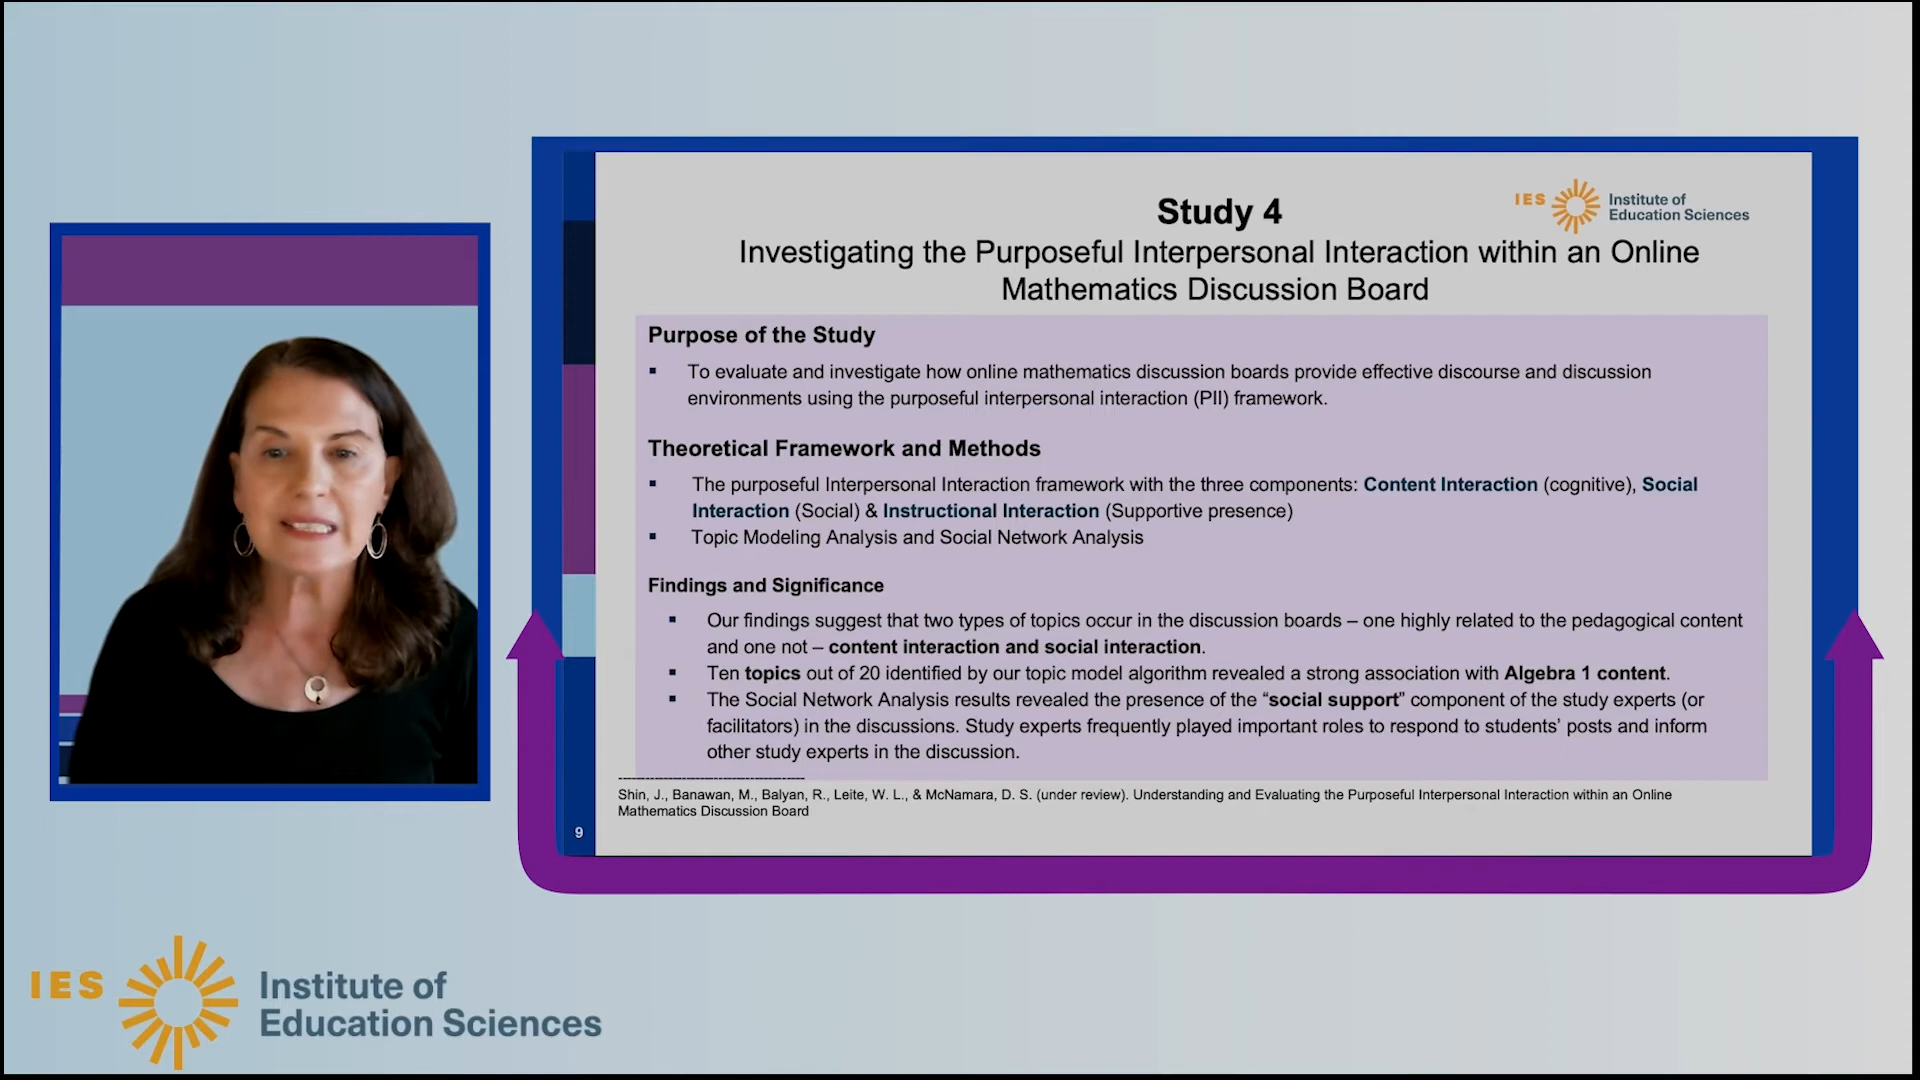 Study 4
IES Institute of
Education Sciences
Investigating the Purposeful Interpersonal Interaction within an Online
Mathematics Discussion Board
Purpose of the Study
▪ To evaluate and investigate how online mathematics discussion boards provide effective discourse and discussion
environments using the purposeful interpersonal interaction (PII) framework.
Theoretical Framework and Methods
▪ The purposeful Interpersonal Interaction framework with the three components: Content Interaction (cognitive), Social
Interaction (Social) & Instructional Interaction (Supportive presence)
▪ Topic Modeling Analysis and Social Network Analysis
Findings and Significance
▪ Our findings suggest that two types of topics occur in the discussion boards – one highly related to the pedagogical content
and one not – content interaction and social interaction.
▪ Ten topics out of 20 identified by our topic model algorithm revealed a strong association with Algebra 1 content.
▪ The Social Network Analysis results revealed the presence of the “social support” component of the study experts (or
facilitators) in the discussions. Study experts frequently played important roles to respond to students’ posts and inform
other study experts in the discussion.
Shin, J., Banawan, M., Balyan, R., Leite, W. L., & McNamara, D. S. (under review). Understanding and Evaluating the Purposeful Interpersonal Interaction within an Online
Mathematics Discussion Board
9
IES Institute of
Education Sciences